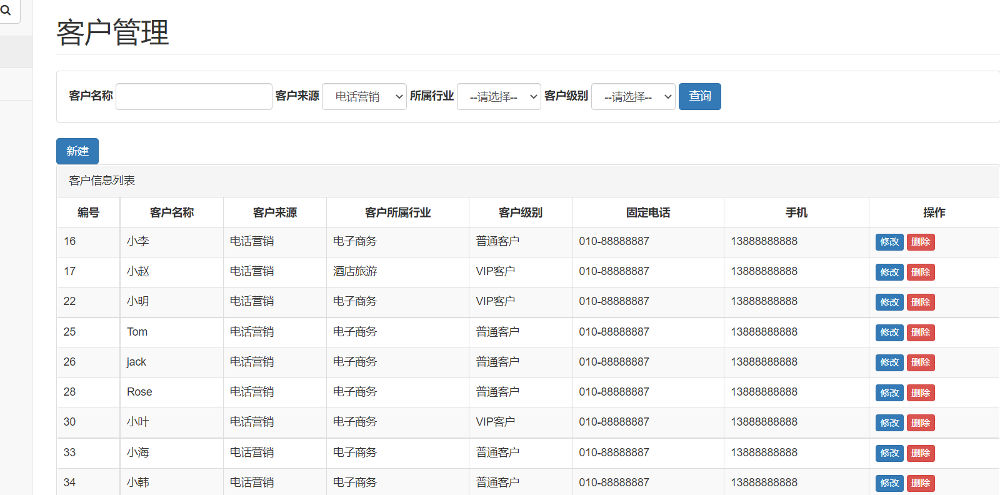 客户管理
客户名称 客户来源 电话营销 所属行业 --请选择-- 客户级别 --请选择-- 查询
新建
客户信息列表
编号 客户名称 客户来源 客户所属行业 客户级别 固定电话 手机 操作
16 小李 电话营销 电子商务 普通客户 010-88888887 13888888888 修改 删除
17 小赵 电话营销 酒店旅游 VIP客户 010-88888887 13888888888 修改 删除
22 小明 电话营销 电子商务 VIP客户 010-88888887 13888888888 修改 删除
25 Tom 电话营销 电子商务 普通客户 010-88888887 13888888888 修改 删除
26 jack 电话营销 电子商务 普通客户 010-88888887 13888888888 修改 删除
28 Rose 电话营销 电子商务 普通客户 010-88888887 13888888888 修改 删除
30 小叶 电话营销 电子商务 VIP客户 010-88888887 13888888888 修改 删除
33 小海 电话营销 电子商务 普通客户 010-88888887 13888888888 修改 删除
34 小韩 电话营销 电子商务 普通客户 010-88888887 13888888888 修改 删除